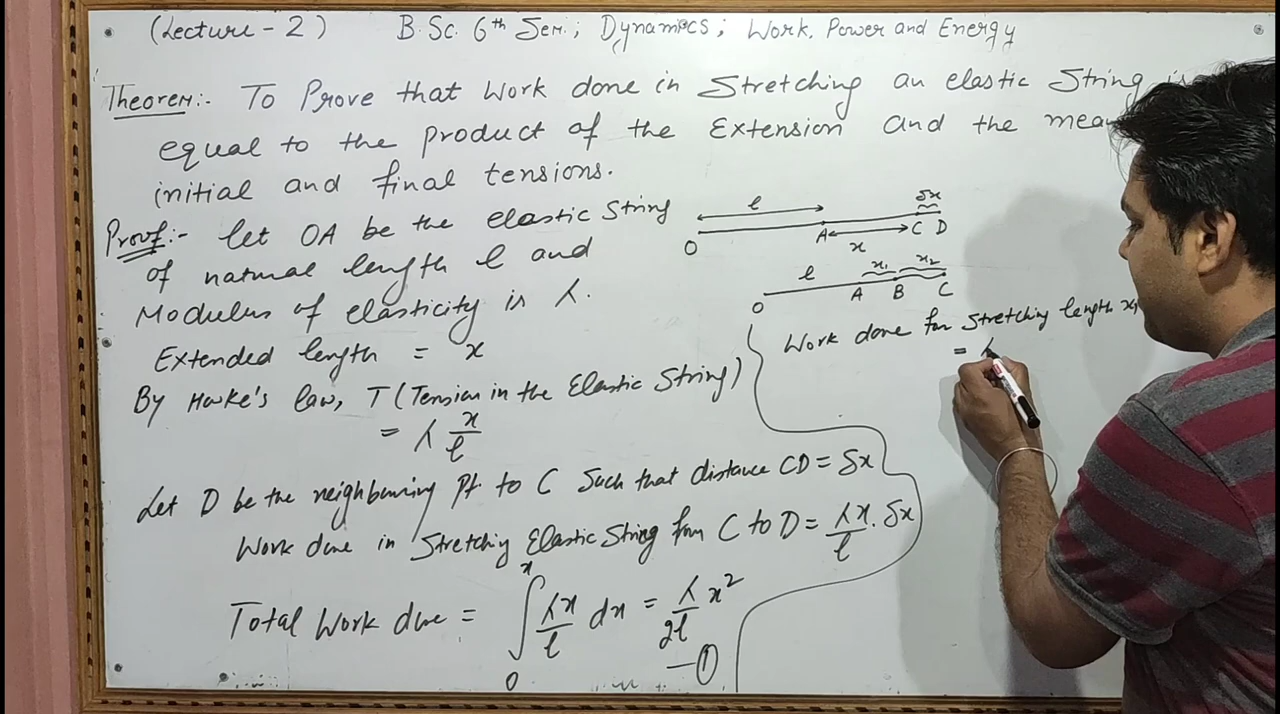 (Lecture - 2) B.Sc. 6th Sem.; Dynamics; Work, Power and Energy
Theorem:- To Prove that work done in Stretching an elastic String is
equal to the product of the Extension and the mean
initial and final tensions.
Proof:- Let OA be the elastic String
of natural length l and
Modulus of elasticity is λ.
Extended length = x
By Hooke's law, T (Tension in the Elastic String)
= λ x/l
Let D be the neighbouring Pt. to C Such that distance CD = δx
Work done in Stretching Elastic String from C to D = λx/l . δx
Total Work done = ∫₀ˣ λx/l dx = λ/2l x² —①
l δx
O A x C D
l x₁ x₂
O A B C
Work done for Stretching length x₁
= λ